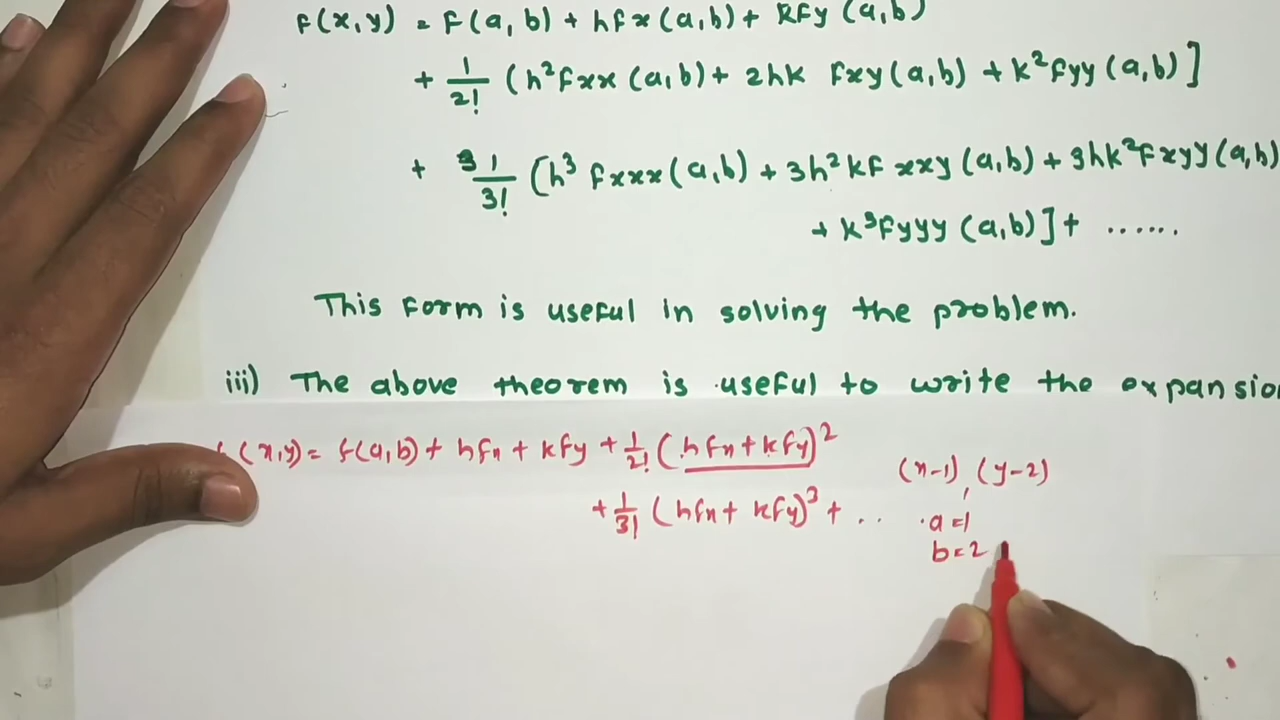 f(x,y) = f(a,b) + hfx(a,b) + kfy(a,b)
+ 1/2! (h²fxx(a,b) + 2hk fxy(a,b) + k²fyy(a,b)]
+ 1/3! (h³ fxxx(a,b) + 3h²kf xxy(a,b) + 3hk²fxyy(a,b)
+ k³fyyy(a,b)] + ......
This form is useful in solving the problem.
iii) The above theorem is useful to write the expansion
f(x,y) = f(a,b) + hfx + kfy + 1/2! (hfx + kfy)²
+ 1/3! (hfx + kfy)³ + ..
(x-1), (y-2)
a=1
b=2